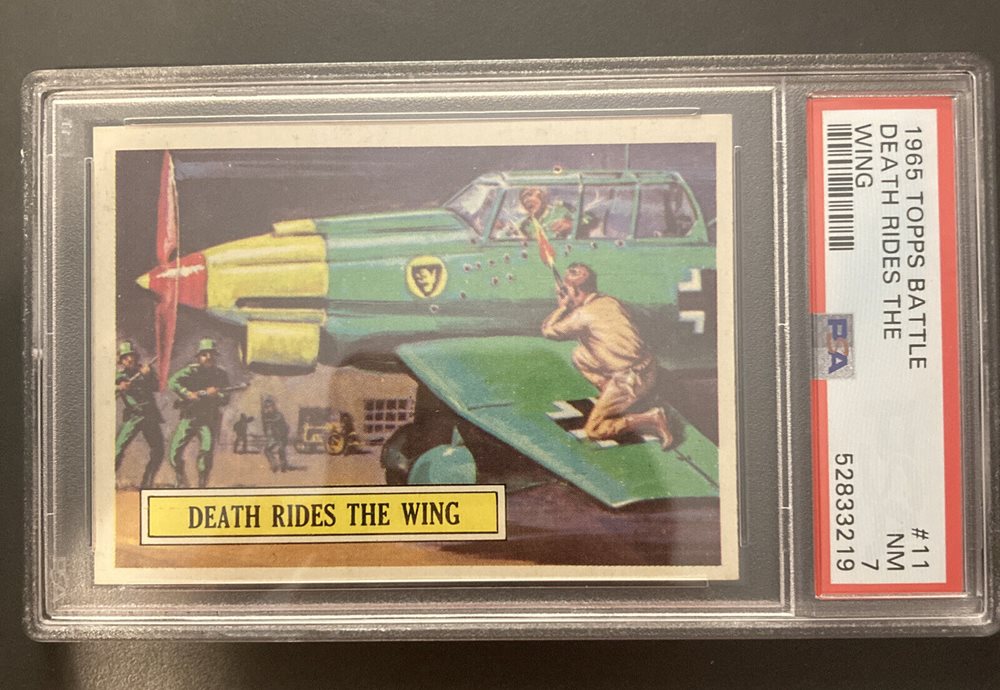 DEATH RIDES THE WING
1965 TOPPS BATTLE
DEATH RIDES THE
WING
PSA
#11
NM
7
52833219